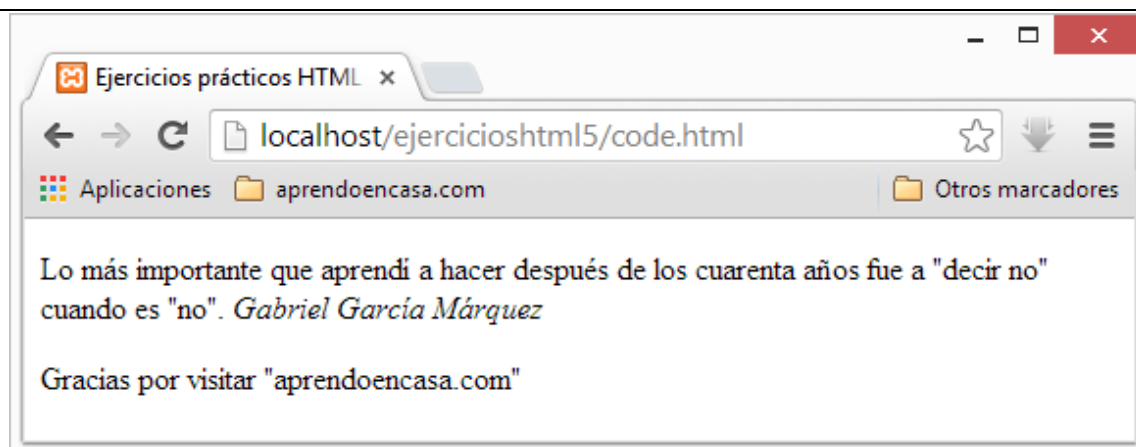 Ejercicios prácticos HTML
localhost/ejercicioshtml5/code.html
Aplicaciones aprendoencasa.com Otros marcadores
Lo más importante que aprendí a hacer después de los cuarenta años fue a "decir no"
cuando es "no". Gabriel García Márquez
Gracias por visitar "aprendoencasa.com"